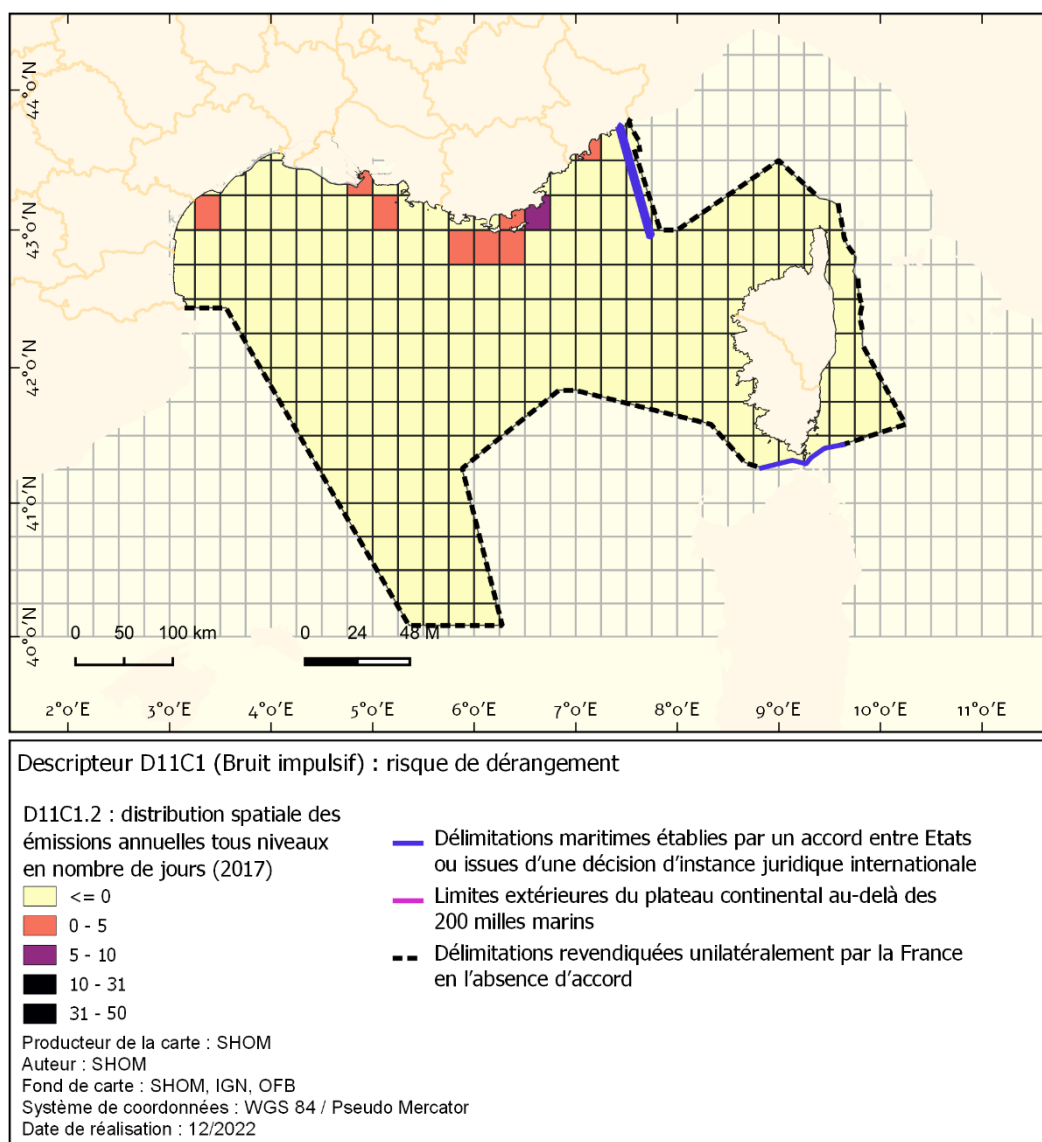 44°0'N
43°0'N
42°0'N
41°0'N
40°0'N
0 50 100 km
0 24 48 M
2°0'E 3°0'E 4°0'E 5°0'E 6°0'E 7°0'E 8°0'E 9°0'E 10°0'E 11°0'E
Descripteur D11C1 (Bruit impulsif) : risque de dérangement
D11C1.2 : distribution spatiale des
émissions annuelles tous niveaux
en nombre de jours (2017)
<= 0
0 - 5
5 - 10
10 - 31
31 - 50
Délimitations maritimes établies par un accord entre Etats
ou issues d'une décision d'instance juridique internationale
Limites extérieures du plateau continental au-delà des
200 milles marins
Délimitations revendiquées unilatéralement par la France
en l'absence d'accord
Producteur de la carte : SHOM
Auteur : SHOM
Fond de carte : SHOM, IGN, OFB
Système de coordonnées : WGS 84 / Pseudo Mercator
Date de réalisation : 12/2022